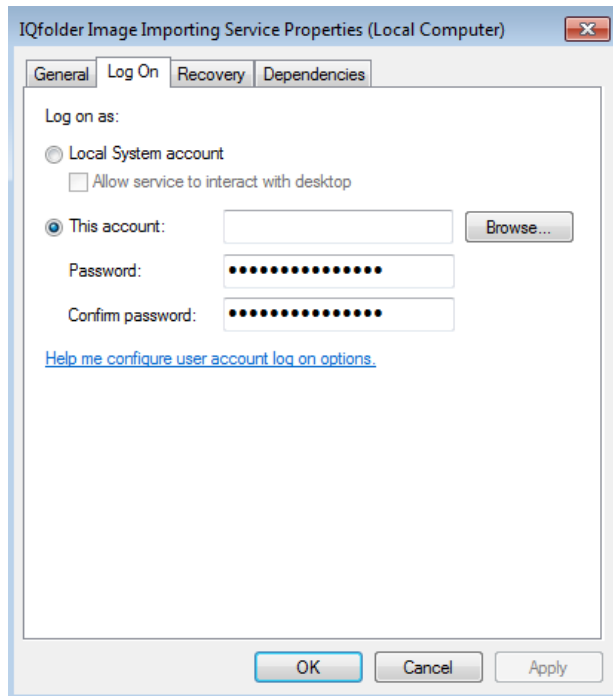 IQfolder Image Importing Service Properties (Local Computer)
General Log On Recovery Dependencies
Log on as:
Local System account
Allow service to interact with desktop
This account: Browse...
Password: •••••••••••••••
Confirm password: •••••••••••••••
Help me configure user account log on options.
OK Cancel Apply